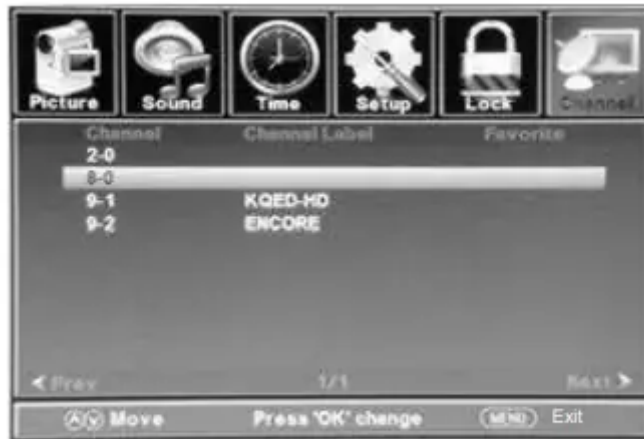 Picture Sound Time Setup Lock Channel
Channel Channel Label Favorite
2-0
8-0
9-1 KQED-HD
9-2 ENCORE
Prev 1/1 Next
Move Press "OK" change MENU Exit